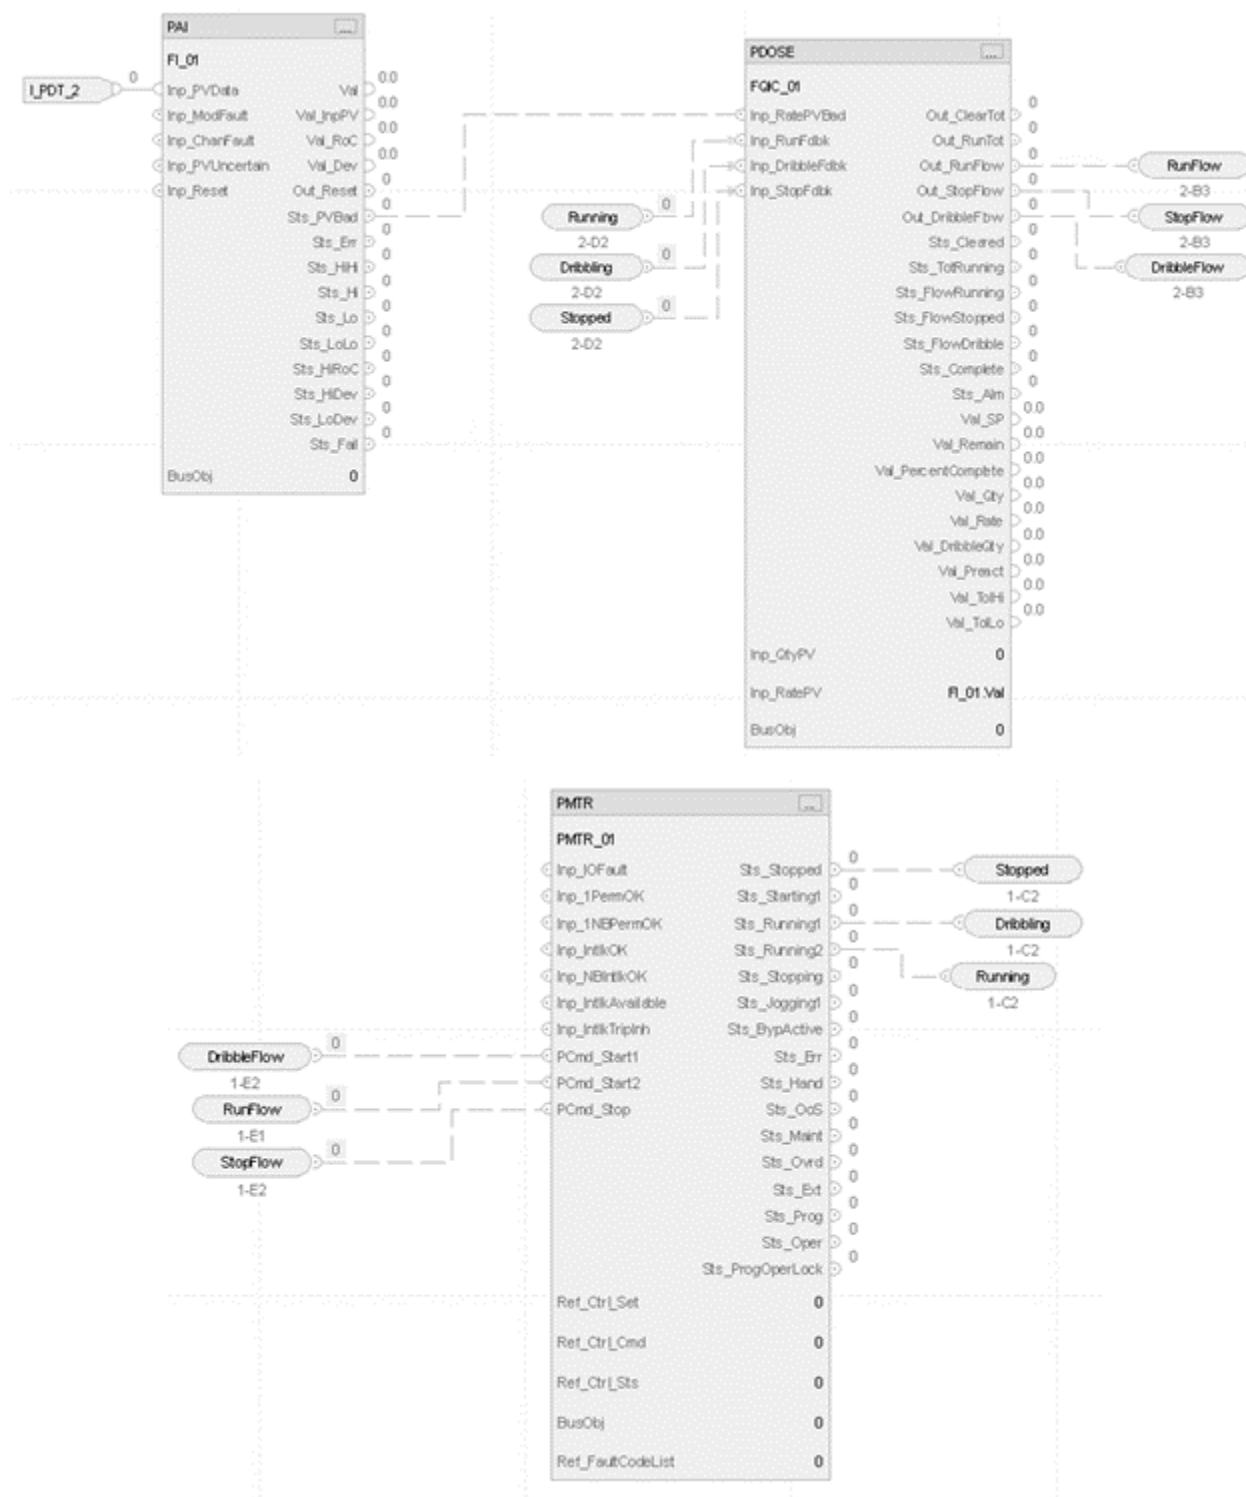 PAI ...
FI_01
I_PDT_2 0 Inp_PVData Val 0.0
Inp_ModFault Val_InpPV 0.0
Inp_ChanFault Val_RoC 0.0
Inp_PVUncertain Val_Dev 0.0
Inp_Reset Out_Reset 0
Sts_PVBad 0
Sts_Err 0
Sts_HiHi 0
Sts_Hi 0
Sts_Lo 0
Sts_LoLo 0
Sts_HiRoC 0
Sts_HiDev 0
Sts_LoDev 0
Sts_Fail 0
BusObj 0
PDOSE ...
FQIC_01
Inp_RatePVBad Out_ClearTot 0
Inp_RunFdbk Out_RunTot 0
Inp_DribbleFdbk Out_RunFlow 0
Inp_StopFdbk Out_StopFlow 0
Out_DribbleFlow 0
Sts_Cleared 0
Sts_TotRunning 0
Sts_FlowRunning 0
Sts_FlowStopped 0
Sts_FlowDribble 0
Sts_Complete 0
Sts_Alm 0
Val_SP 0.0
Val_Remain 0.0
Val_PercentComplete 0.0
Val_Qty 0.0
Val_Rate 0.0
Val_DribbleQty 0.0
Val_Preact 0.0
Val_TolHi 0.0
Val_TolLo 0.0
Inp_QtyPV 0
Inp_RatePV FI_01.Val
BusObj 0
Running 0
2-D2
Dribbling 0
2-D2
Stopped 0
2-D2
RunFlow
2-B3
StopFlow
2-B3
DribbleFlow
2-B3
PMTR ...
PMTR_01
Inp_IOFault Sts_Stopped 0
Inp_1PermOK Sts_Starting1 0
Inp_1NBPermOK Sts_Running1 0
Inp_IntlkOK Sts_Running2 0
Inp_NBIntlkOK Sts_Stopping 0
Inp_IntlkAvailable Sts_Jogging1 0
Inp_IntlkTripInh Sts_BypActive 0
PCmd_Start1 Sts_Err 0
PCmd_Start2 Sts_Hand 0
PCmd_Stop Sts_OoS 0
Sts_Maint 0
Sts_Ovrd 0
Sts_Ext 0
Sts_Prog 0
Sts_Oper 0
Sts_ProgOperLock 0
Ref_Ctrl_Set 0
Ref_Ctrl_Cmd 0
Ref_Ctrl_Sts 0
BusObj 0
Ref_FaultCodeList 0
DribbleFlow 0
1-E2
RunFlow 0
1-E1
StopFlow 0
1-E2
Stopped
1-C2
Dribbling
1-C2
Running
1-C2